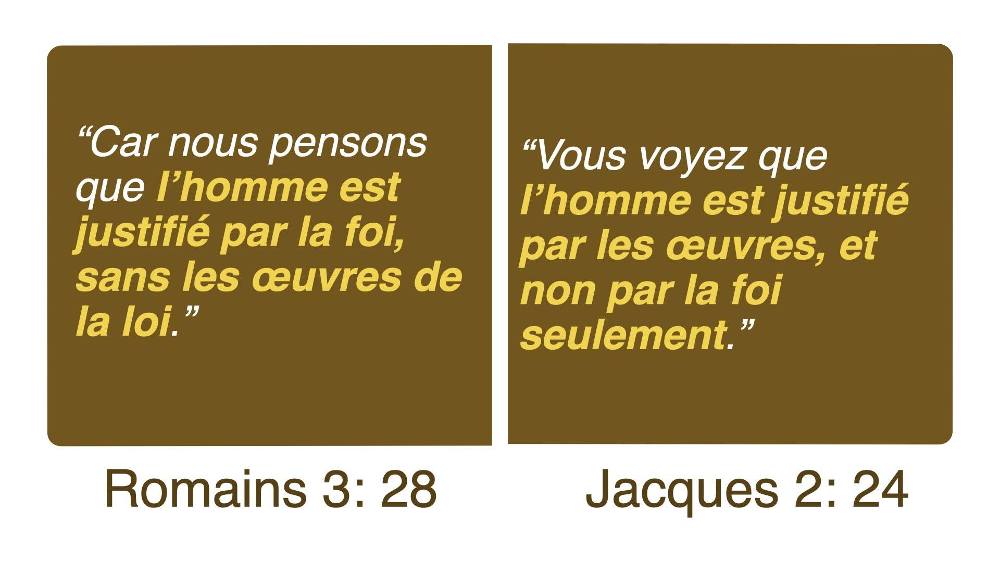 “Car nous pensons
que l’homme est
justifié par la foi,
sans les œuvres de
la loi.”
“Vous voyez que
l’homme est justifié
par les œuvres, et
non par la foi
seulement.”
Romains 3: 28
Jacques 2: 24